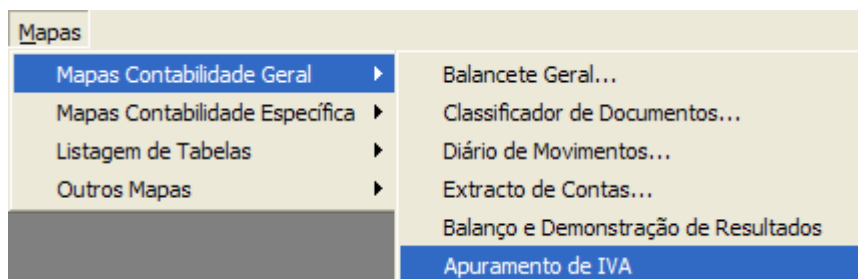 Mapas
Mapas Contabilidade Geral
Mapas Contabilidade Específica
Listagem de Tabelas
Outros Mapas
Balancete Geral...
Classificador de Documentos...
Diário de Movimentos...
Extracto de Contas...
Balanço e Demonstração de Resultados
Apuramento de IVA